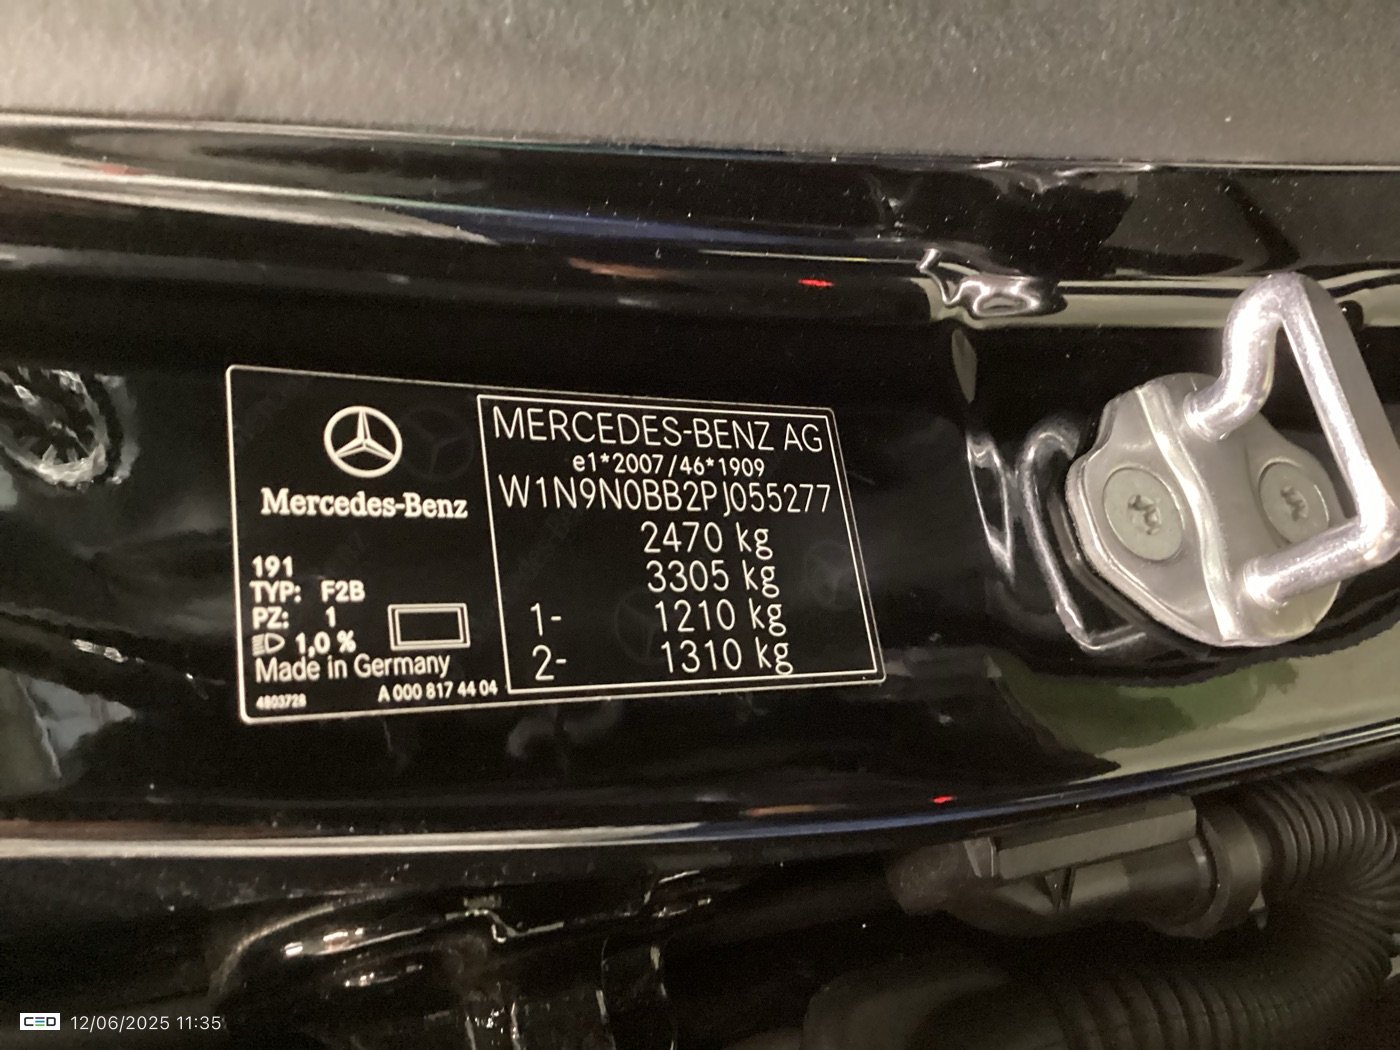 Mercedes-Benz
191
TYP: F2B
PZ: 1
1,0 %
Made in Germany
4803728
A 000 817 44 04
MERCEDES-BENZ AG
e1*2007/46*1909
W1N9N0BB2PJ055277
2470 kg
3305 kg
1- 1210 kg
2- 1310 kg
CED 12/06/2025 11:35